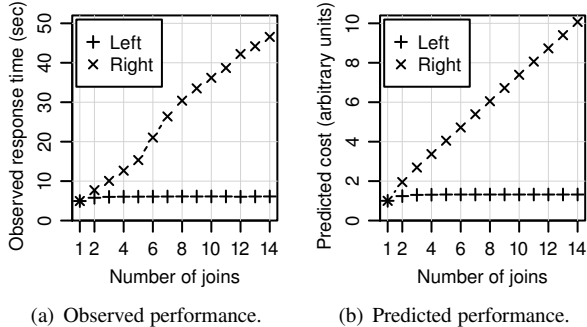 Observed response time (sec)
50
40
30
20
10
0
Left
Right
1 2 4 6 8 10 12 14
Number of joins
(a) Observed performance.
Predicted cost (arbitrary units)
10
8
6
4
2
0
Left
Right
1 2 4 6 8 10 12 14
Number of joins
(b) Predicted performance.